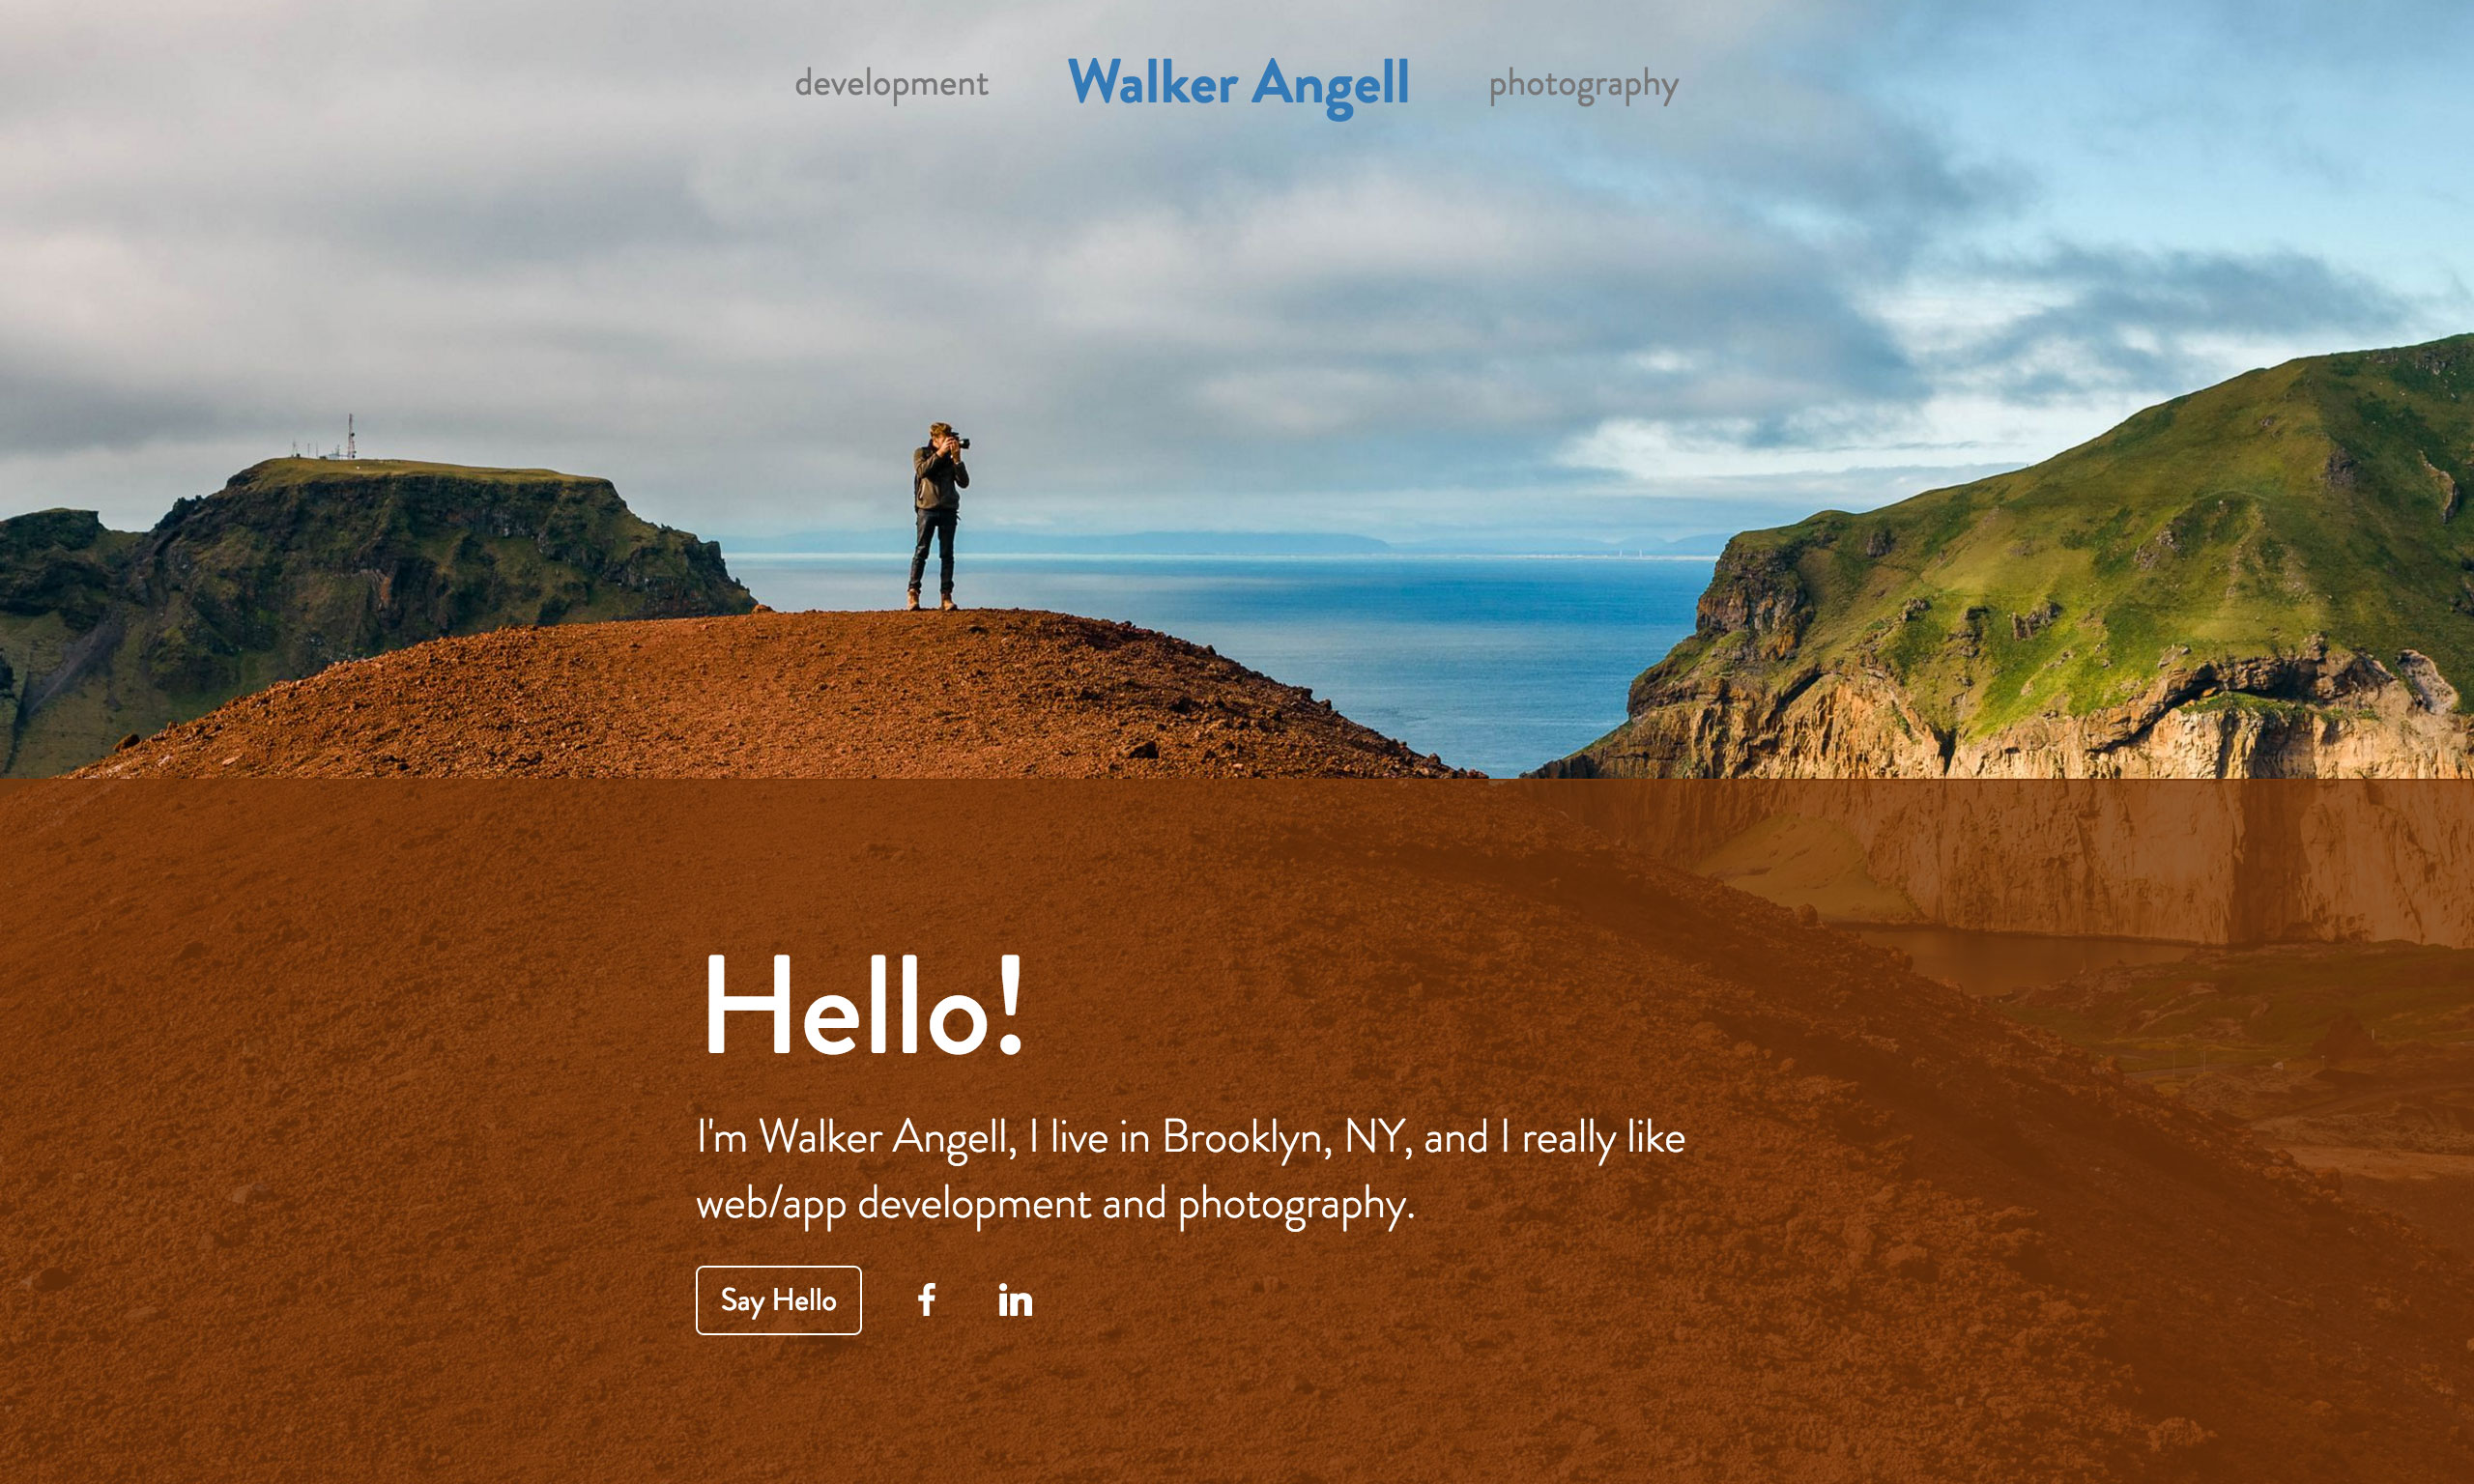 development
Walker Angell
photography
Hello!
I'm Walker Angell, I live in Brooklyn, NY, and I really like
web/app development and photography.
Say Hello
f
in